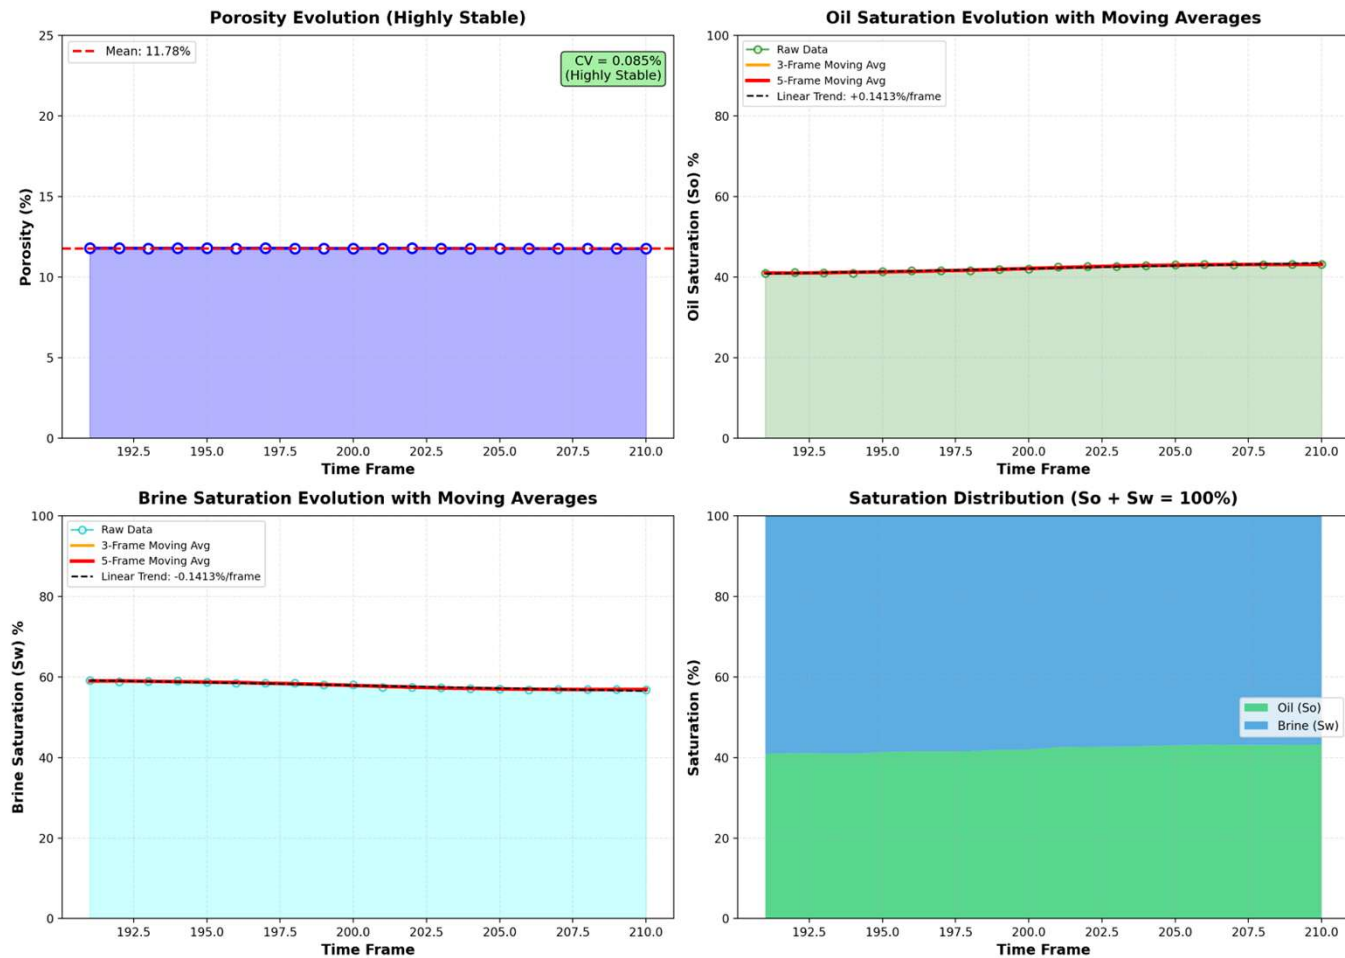 Porosity Evolution (Highly Stable)
Porosity (%)
25
20
15
10
5
0
Mean: 11.78%
CV = 0.085%
(Highly Stable)
192.5 195.0 197.5 200.0 202.5 205.0 207.5 210.0
Time Frame
Oil Saturation Evolution with Moving Averages
Oil Saturation (So) %
100
80
60
40
20
0
Raw Data
3-Frame Moving Avg
5-Frame Moving Avg
Linear Trend: +0.1413%/frame
192.5 195.0 197.5 200.0 202.5 205.0 207.5 210.0
Time Frame
Brine Saturation Evolution with Moving Averages
Brine Saturation (Sw) %
100
80
60
40
20
0
Raw Data
3-Frame Moving Avg
5-Frame Moving Avg
Linear Trend: -0.1413%/frame
192.5 195.0 197.5 200.0 202.5 205.0 207.5 210.0
Time Frame
Saturation Distribution (So + Sw = 100%)
Saturation (%)
100
80
60
40
20
0
Oil (So)
Brine (Sw)
192.5 195.0 197.5 200.0 202.5 205.0 207.5 210.0
Time Frame